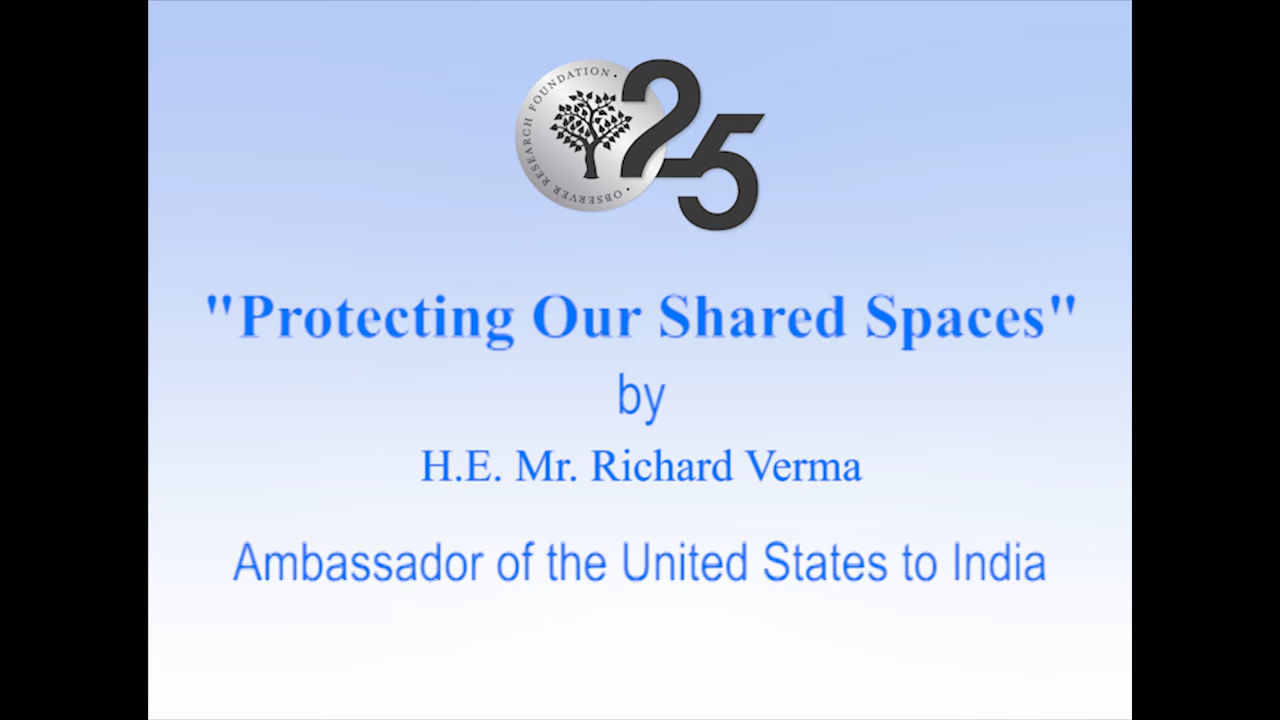 OBSERVER RESEARCH FOUNDATION
25
"Protecting Our Shared Spaces"
by
H.E. Mr. Richard Verma
Ambassador of the United States to India